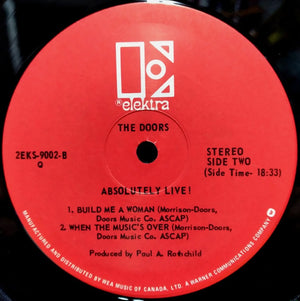 elektra
THE DOORS
2EKS-9002-B
Q
STEREO
SIDE TWO
(Side Time- 18:33)
ABSOLUTELY LIVE!
1. BUILD ME A WOMAN (Morrison-Doors,
Doors Music Co. ASCAP)
2. WHEN THE MUSIC'S OVER (Morrison-Doors,
Doors Music Co. ASCAP)
Produced by Paul A. Rothchild
MANUFACTURED AND DISTRIBUTED BY WEA MUSIC OF CANADA, LTD. A WARNER COMMUNICATIONS COMPANY